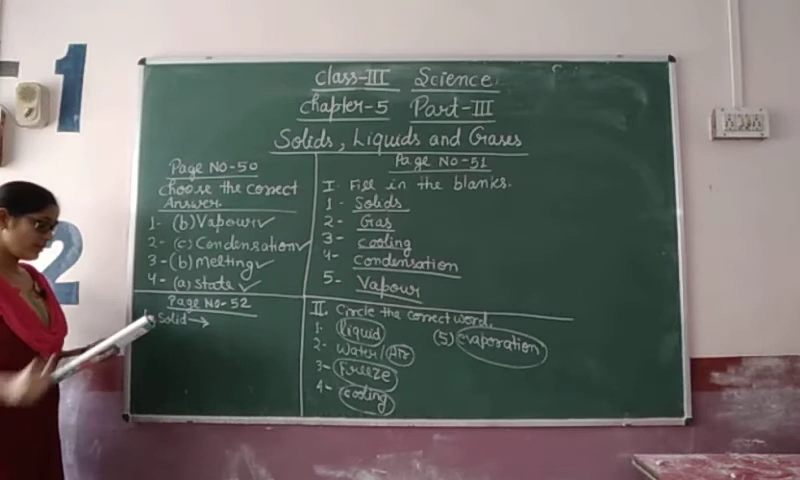 Class-III Science
Chapter-5 Part-III
Solids, Liquids and Gases
Page NO-50
Choose the correct
Answer.
1- (b) Vapour ✓
2- (c) Condensation ✓
3- (b) Melting ✓
4- (a) State ✓
Page NO-51
I. Fill in the blanks.
1- Solids
2- Gas
3- cooling
4- Condensation
5- Vapour
II. Circle the correct word.
1- liquid
2- Water/Air
3- Freeze
4- cooling
(5) evaporation
Page NO-52
Solid →
1
2